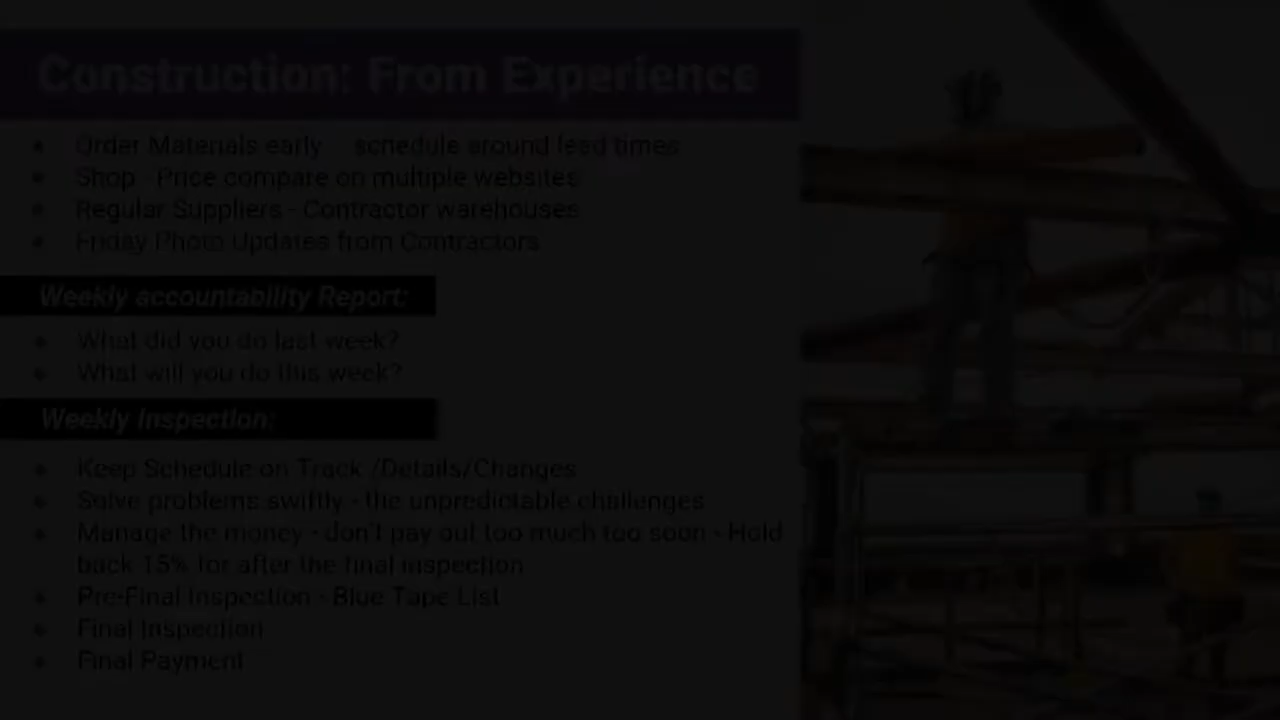 Construction: From Experience
Order Materials early schedule around lead times
Shop - Price compare on multiple websites
Regular Suppliers - Contractor warehouses
Friday Photo Updates from Contractors
Weekly accountability Report:
What did you do last week?
What will you do this week?
Weekly Inspection:
Keep Schedule on Track /Details/Changes
Solve problems swiftly - the unpredictable challenges
Manage the money - don't pay out too much too soon - Hold
back 15% for after the final inspection
Pre-Final Inspection - Blue Tape List
Final Inspection
Final Payment